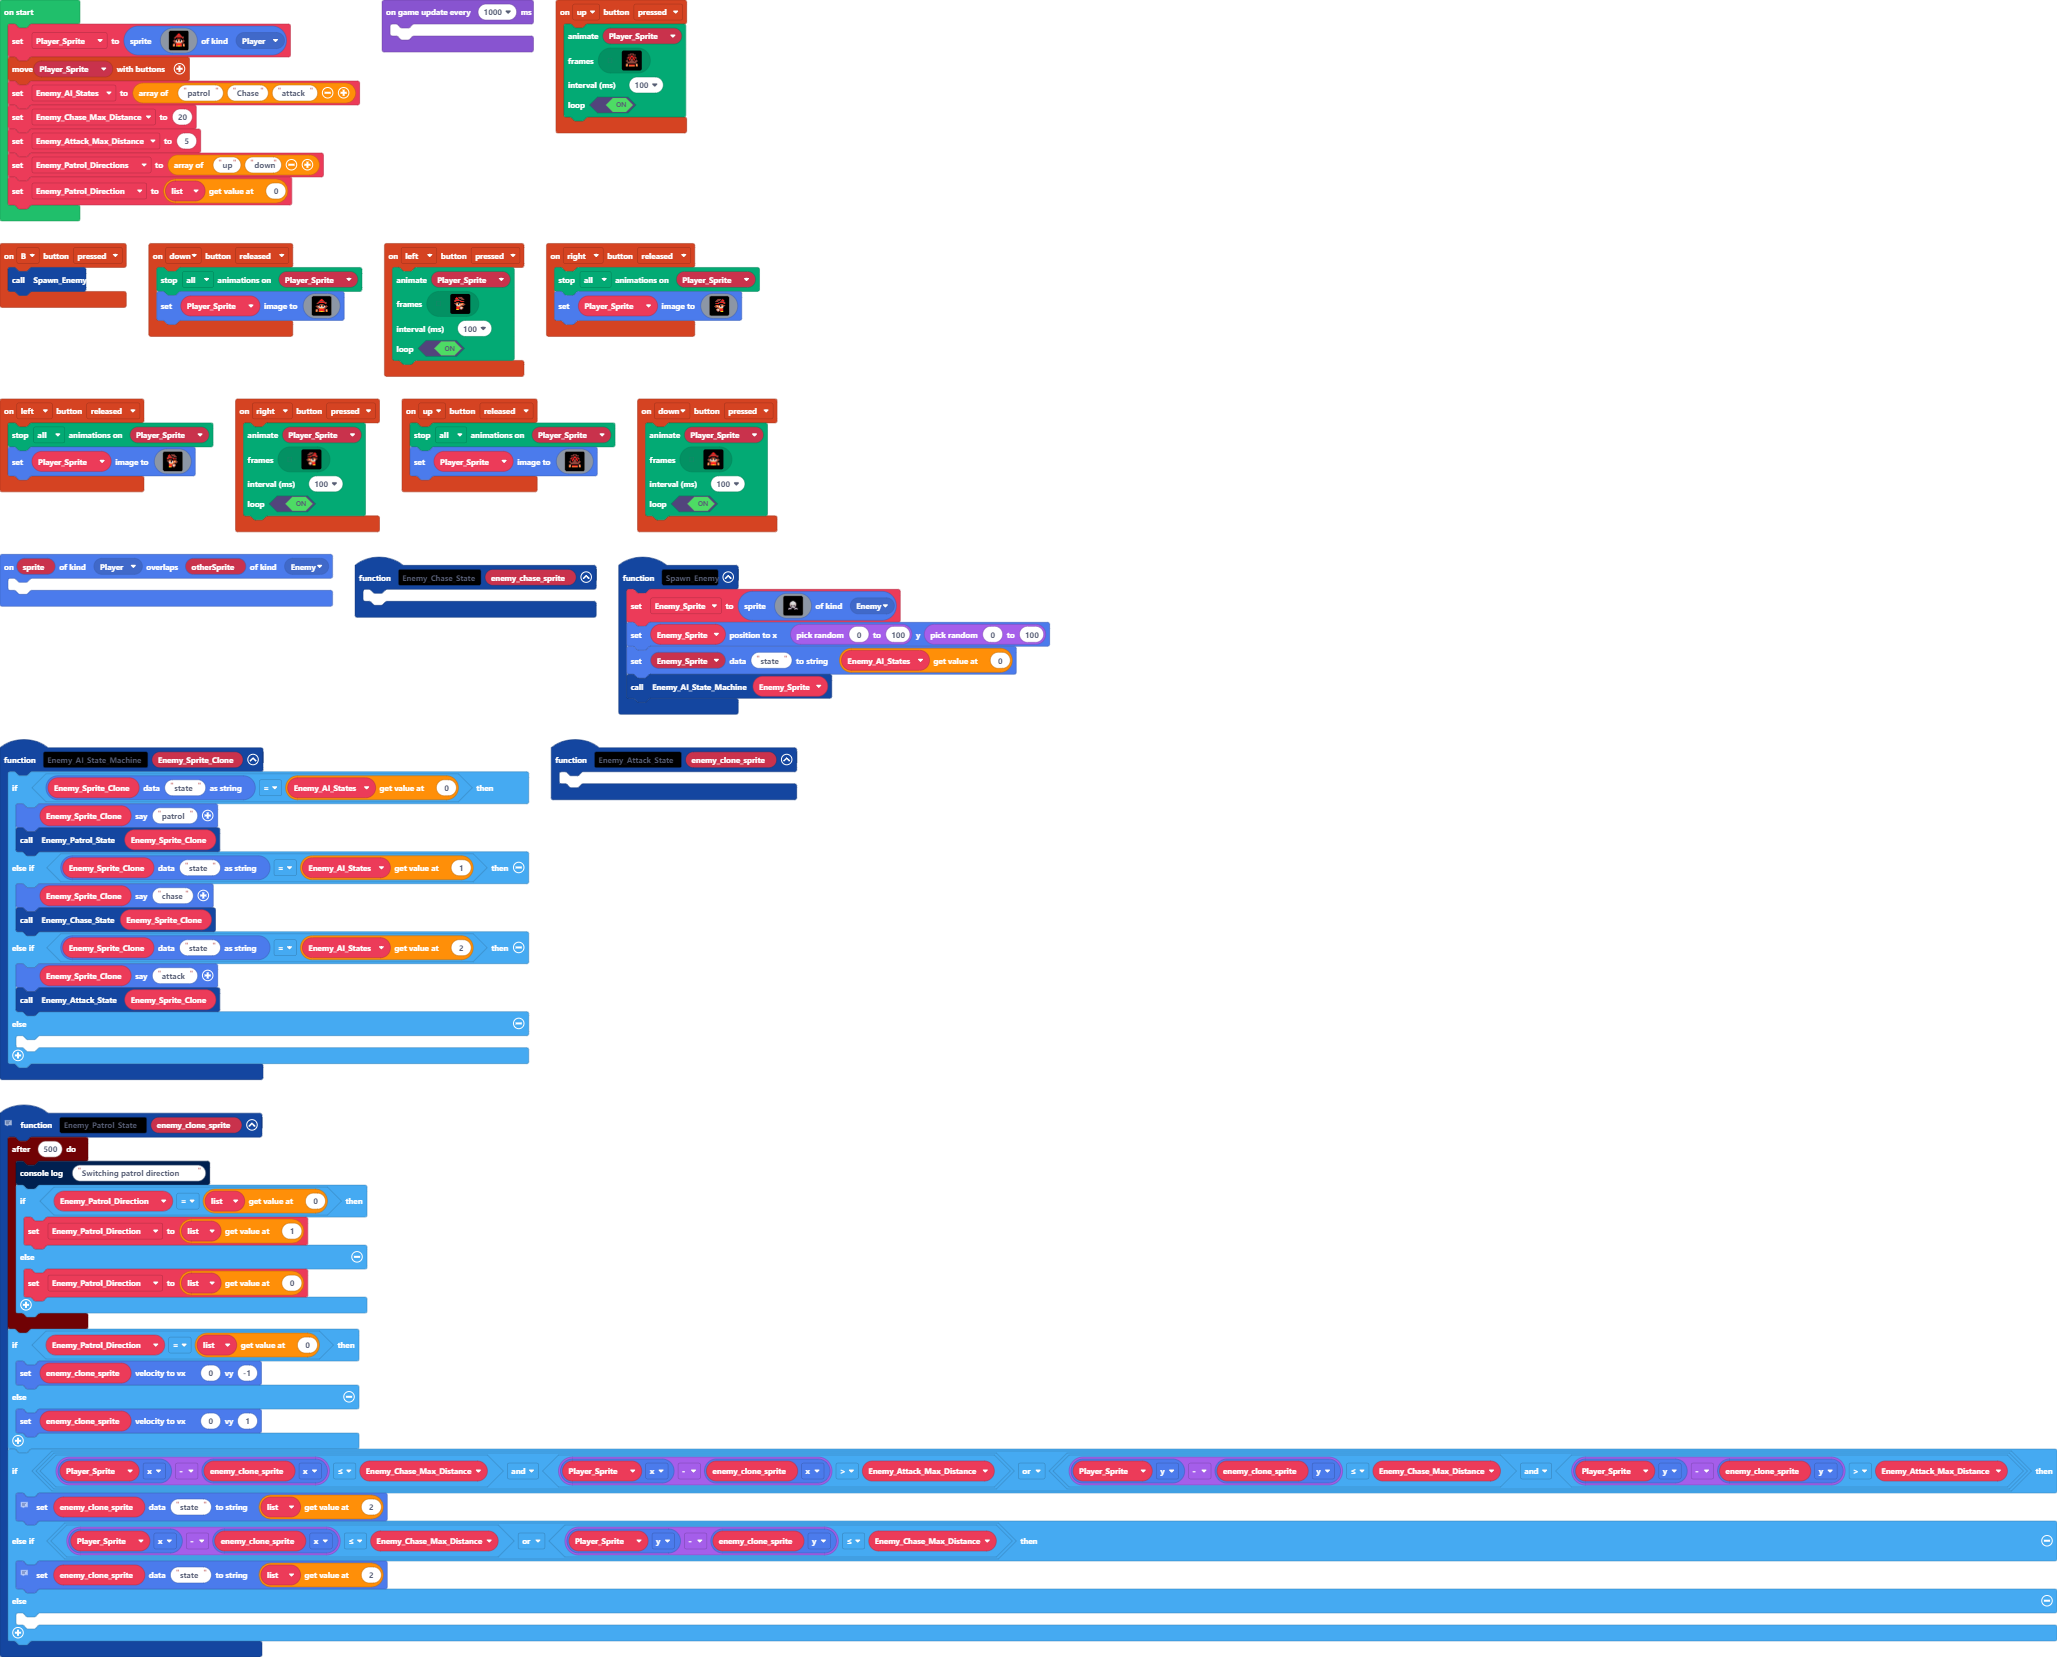 on start
set Player_Sprite to sprite of kind Player
move Player_Sprite with buttons
set Enemy_AI_States to array of "patrol" "Chase" "attack"
set Enemy_Chase_Max_Distance to 20
set Enemy_Attack_Max_Distance to 5
set Enemy_Patrol_Directions to array of "up" "down"
set Enemy_Patrol_Direction to list get value at 0
on game update every 1000 ms
on up button pressed
animate Player_Sprite
frames
interval (ms) 100
loop ON
on B button pressed
call Spawn_Enemy
on down button released
stop all animations on Player_Sprite
set Player_Sprite image to
on left button pressed
animate Player_Sprite
frames
interval (ms) 100
loop ON
on right button released
stop all animations on Player_Sprite
set Player_Sprite image to
on left button released
stop all animations on Player_Sprite
set Player_Sprite image to
on right button pressed
animate Player_Sprite
frames
interval (ms) 100
loop ON
on up button released
stop all animations on Player_Sprite
set Player_Sprite image to
on down button pressed
animate Player_Sprite
frames
interval (ms) 100
loop ON
on sprite of kind Player overlaps otherSprite of kind Enemy
function Enemy_Chase_State enemy_chase_sprite
function Spawn_Enemy
set Enemy_Sprite to sprite of kind Enemy
set Enemy_Sprite position to x pick random 0 to 100 y pick random 0 to 100
set Enemy_Sprite data "state" to string Enemy_AI_States get value at 0
call Enemy_AI_State_Machine Enemy_Sprite
function Enemy_AI_State_Machine Enemy_Sprite_Clone
if Enemy_Sprite_Clone data "state" as string = Enemy_AI_States get value at 0 then
Enemy_Sprite_Clone say "patrol"
call Enemy_Patrol_State Enemy_Sprite_Clone
else if Enemy_Sprite_Clone data "state" as string = Enemy_AI_States get value at 1 then
Enemy_Sprite_Clone say "chase"
call Enemy_Chase_State Enemy_Sprite_Clone
else if Enemy_Sprite_Clone data "state" as string = Enemy_AI_States get value at 2 then
Enemy_Sprite_Clone say "attack"
call Enemy_Attack_State Enemy_Sprite_Clone
else
function Enemy_Attack_State enemy_clone_sprite
function Enemy_Patrol_State enemy_clone_sprite
after 500 do
console log "Switching patrol direction"
if Enemy_Patrol_Direction = list get value at 0 then
set Enemy_Patrol_Direction to list get value at 1
else
set Enemy_Patrol_Direction to list get value at 0
if Enemy_Patrol_Direction = list get value at 0 then
set enemy_clone_sprite velocity to vx 0 vy -1
else
set enemy_clone_sprite velocity to vx 0 vy 1
if Player_Sprite x - enemy_clone_sprite x ≤ Enemy_Chase_Max_Distance and Player_Sprite x - enemy_clone_sprite x > Enemy_Attack_Max_Distance or Player_Sprite y - enemy_clone_sprite y ≤ Enemy_Chase_Max_Distance and Player_Sprite y - enemy_clone_sprite y > Enemy_Attack_Max_Distance then
set enemy_clone_sprite data "state" to string list get value at 2
else if Player_Sprite x - enemy_clone_sprite x ≤ Enemy_Chase_Max_Distance or Player_Sprite y - enemy_clone_sprite y ≤ Enemy_Chase_Max_Distance then
set enemy_clone_sprite data "state" to string list get value at 2
else